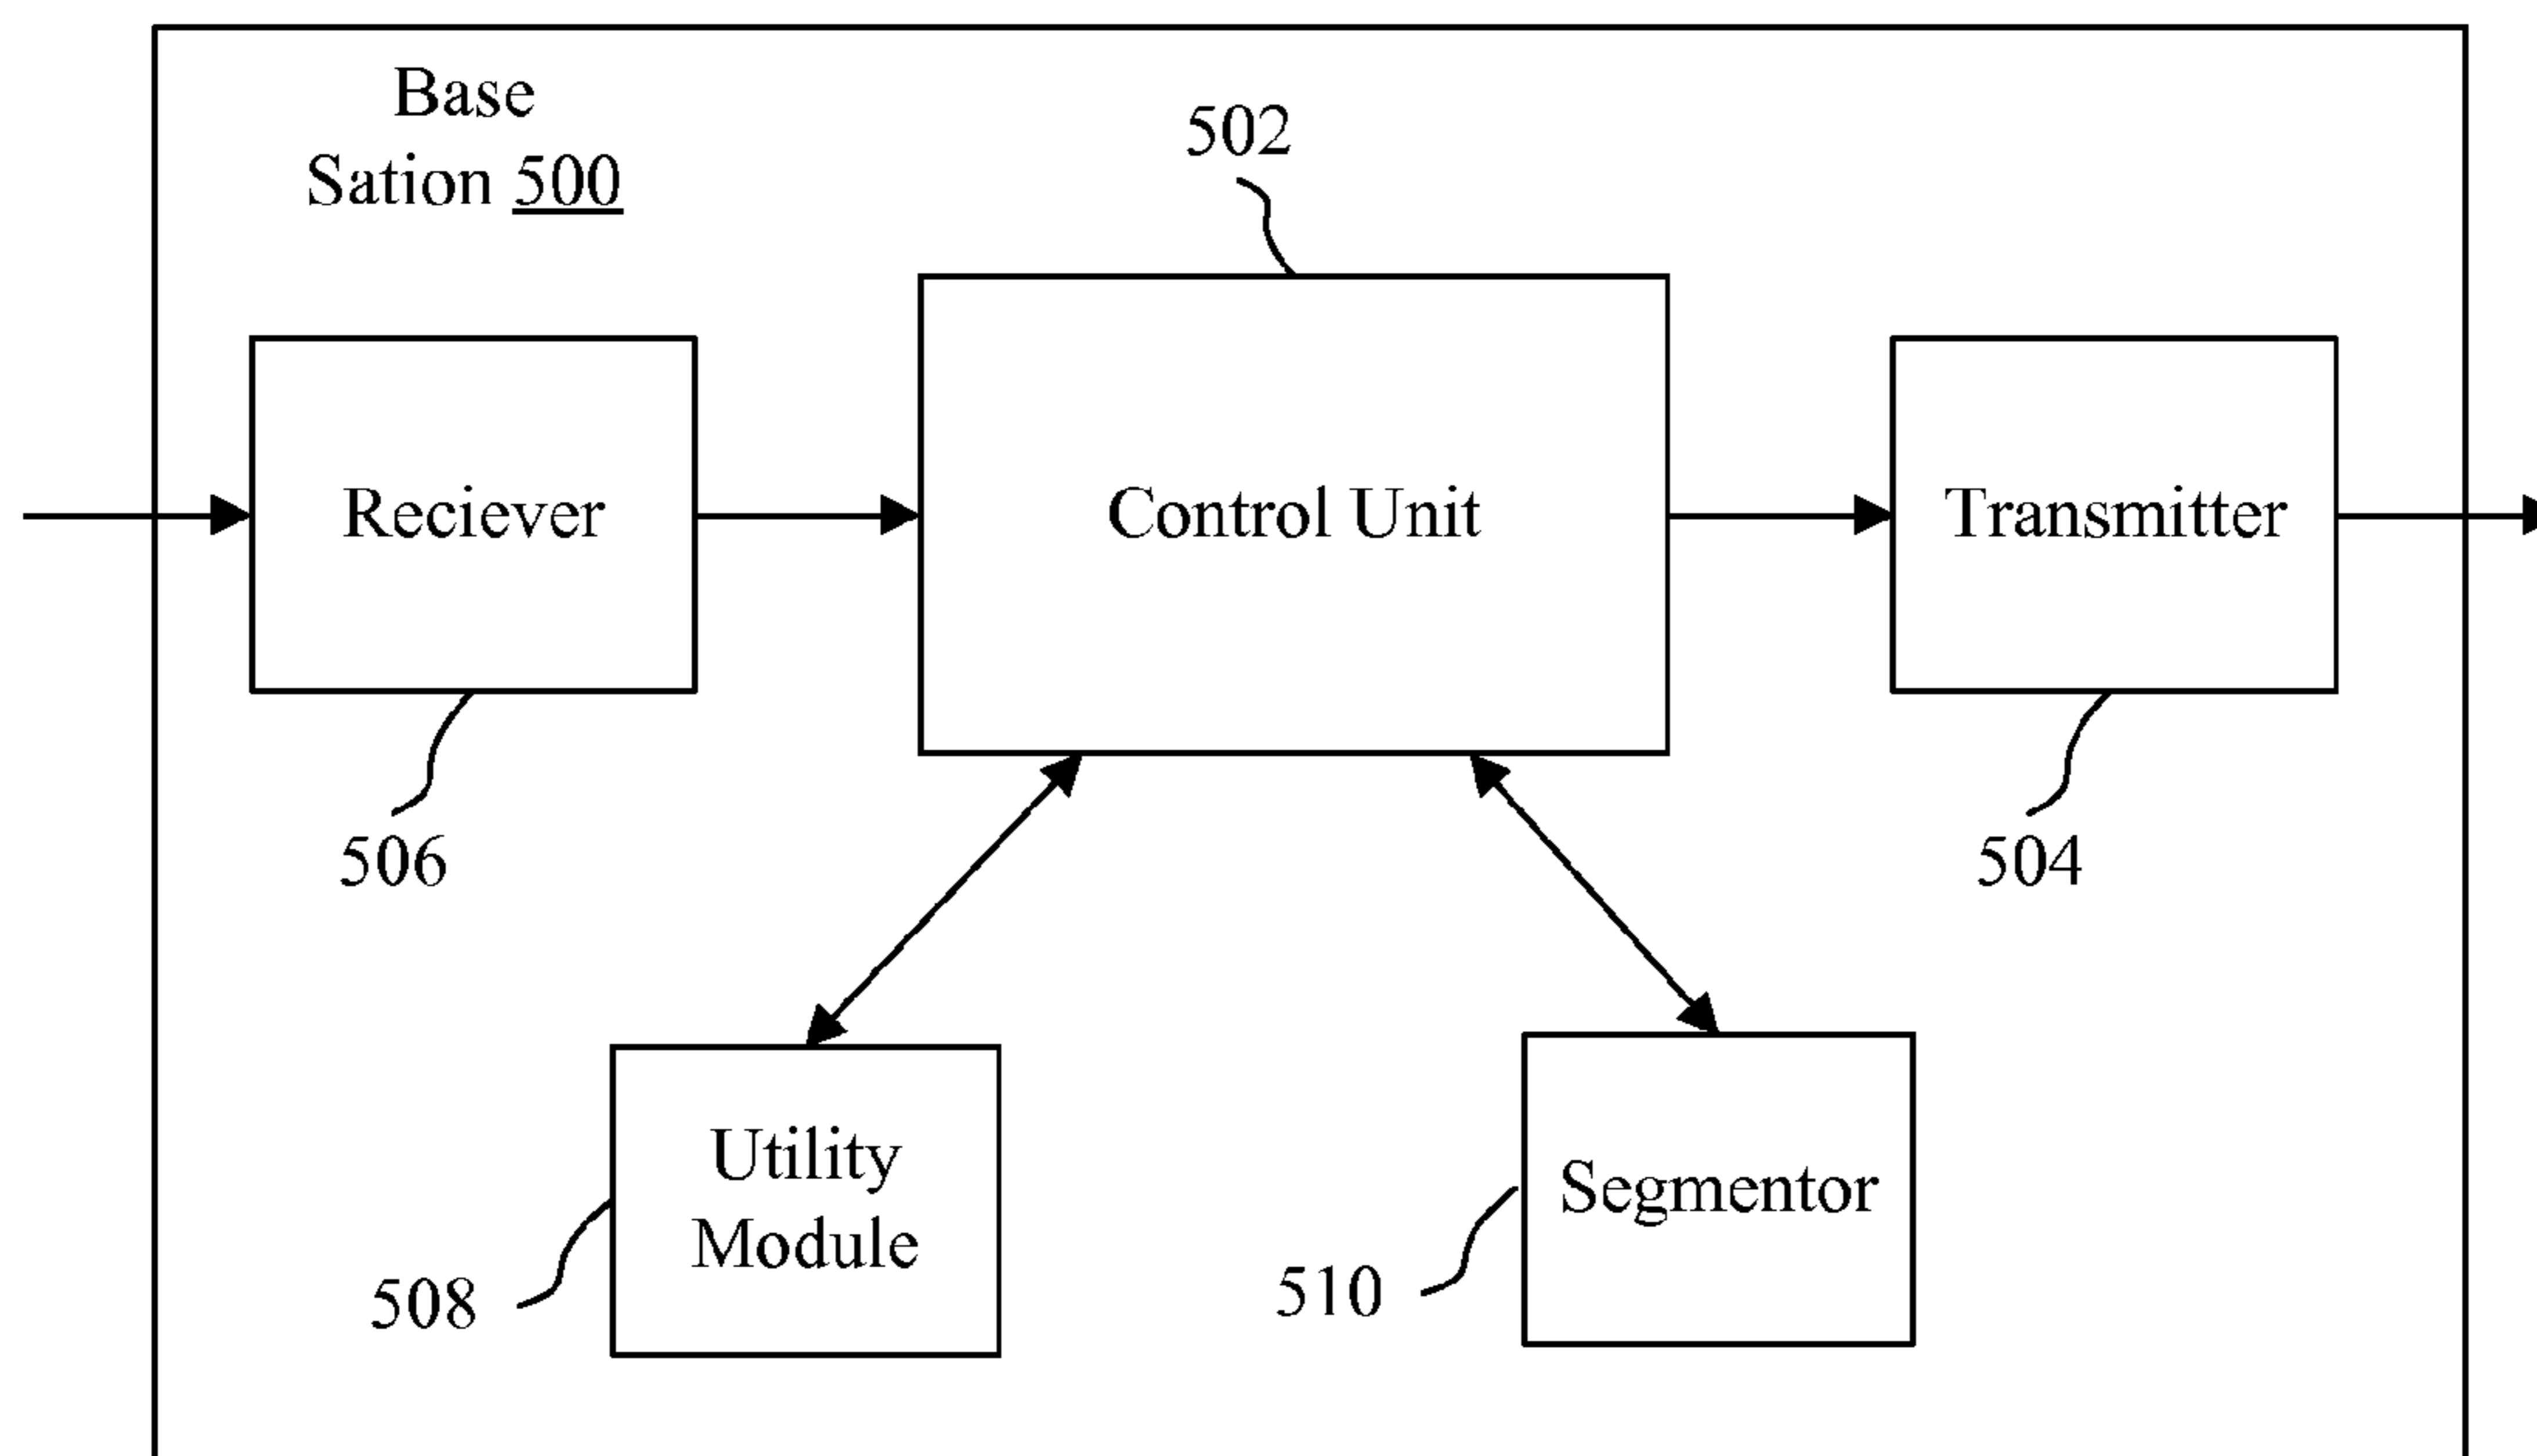 Base
Sation 500
502
Reciever
Control Unit
Transmitter
506
504
Utility
Module
Segmentor
508
510